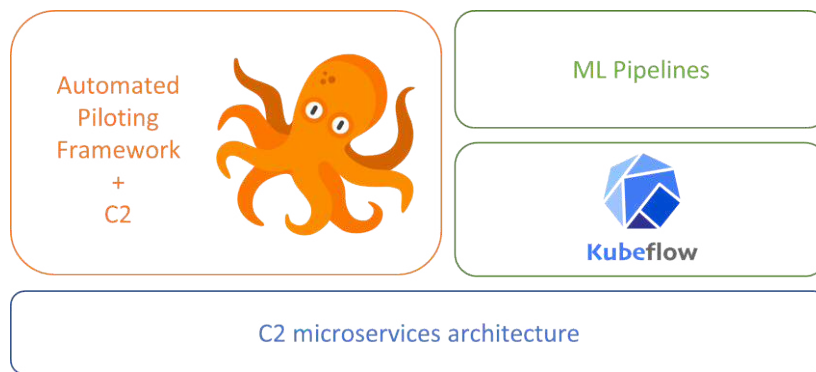 Automated
Piloting
Framework
+
C2
ML Pipelines
Kubeflow
C2 microservices architecture